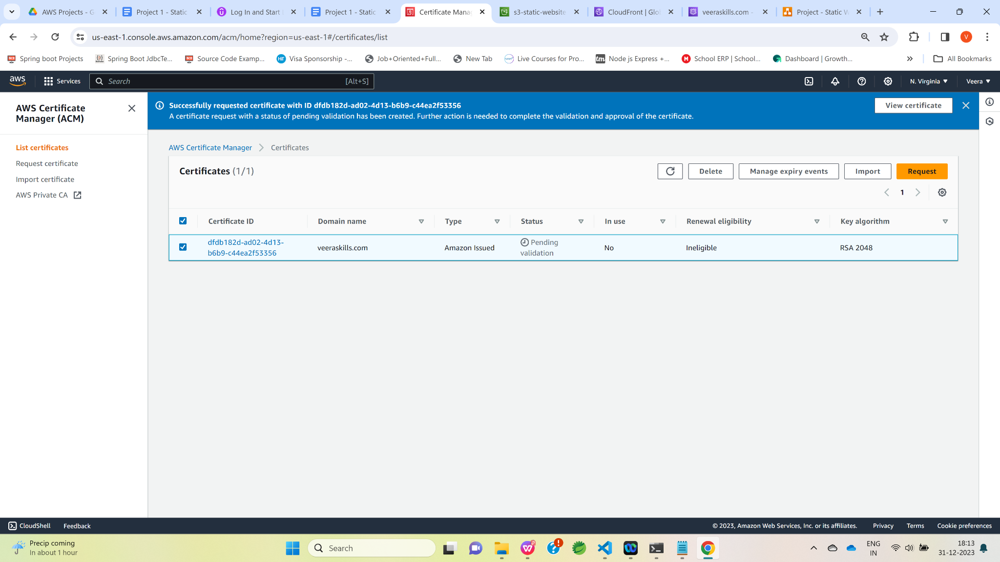 AWS Projects - G
Project 1 - Static
Log In and Start
Project 1 - Static
Certificate Manag
s3-static-website
CloudFront | Glob
veeraskills.com -
Project - Static W
us-east-1.console.aws.amazon.com/acm/home?region=us-east-1#/certificates/list
V
Spring boot Projects
Spring Boot JdbcTe...
Source Code Examp...
Visa Sponsorship -...
Job+Oriented+Full...
New Tab
Live Courses for Pro...
Node js Express +...
School ERP | School...
Dashboard | Growth...
»
All Bookmarks
aws
Services
Search
[Alt+S]
N. Virginia
Veera
AWS Certificate
Manager (ACM)
List certificates
Request certificate
Import certificate
AWS Private CA
Successfully requested certificate with ID dfdb182d-ad02-4d13-b6b9-c44ea2f53356
A certificate request with a status of pending validation has been created. Further action is needed to complete the validation and approval of the certificate.
View certificate
AWS Certificate Manager
Certificates
Certificates (1/1)
Delete
Manage expiry events
Import
Request
1
Certificate ID
Domain name
Type
Status
In use
Renewal eligibility
Key algorithm
dfdb182d-ad02-4d13-
b6b9-c44ea2f53356
veeraskills.com
Amazon Issued
Pending
validation
No
Ineligible
RSA 2048
CloudShell
Feedback
© 2023, Amazon Web Services, Inc. or its affiliates.
Privacy
Terms
Cookie preferences
Precip coming
In about 1 hour
Search
ENG
IN
18:13
31-12-2023